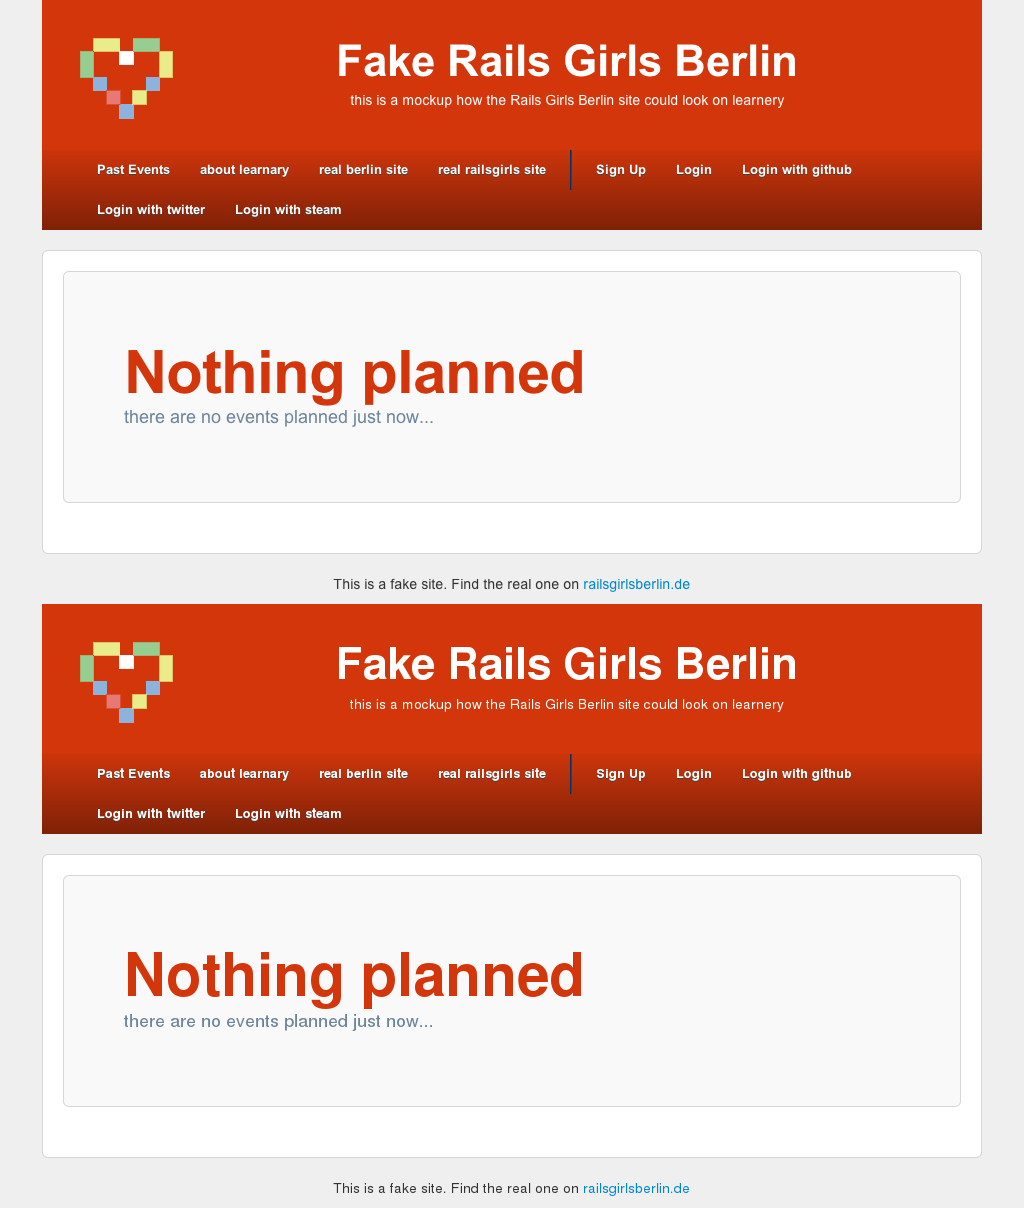 Fake Rails Girls Berlin
this is a mockup how the Rails Girls Berlin site could look on learnery
Past Events about learnary real berlin site real railsgirls site Sign Up Login Login with github
Login with twitter Login with steam
Nothing planned
there are no events planned just now...
This is a fake site. Find the real one on railsgirlsberlin.de
Fake Rails Girls Berlin
this is a mockup how the Rails Girls Berlin site could look on learnery
Past Events about learnary real berlin site real railsgirls site Sign Up Login Login with github
Login with twitter Login with steam
Nothing planned
there are no events planned just now...
This is a fake site. Find the real one on railsgirlsberlin.de